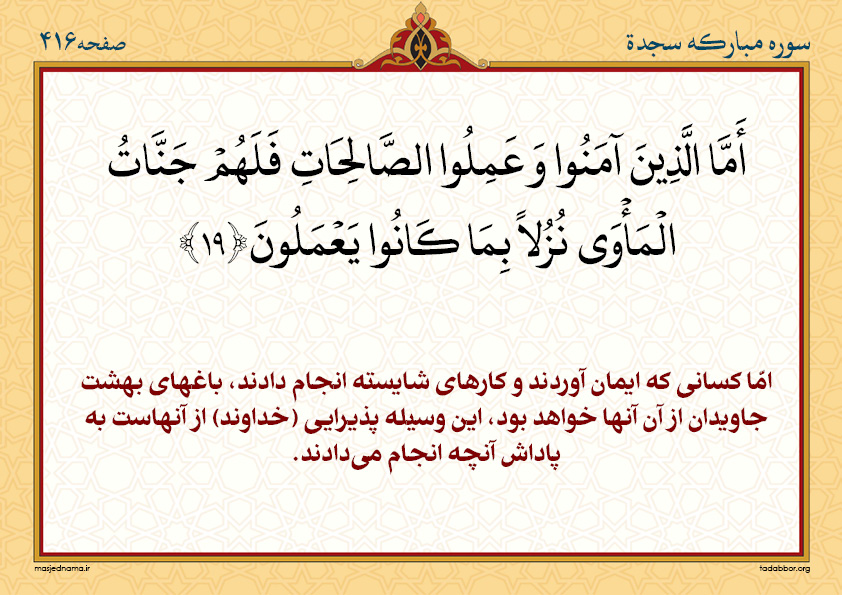 سوره مبارکه سجدة
صفحه۴۱۶
أَمَّا الَّذِينَ آمَنُوا وَ عَمِلُوا الصَّالِحَاتِ فَلَهُمْ جَنَّاتُ
الْمَأْوَى نُزُلاً بِمَا كَانُوا يَعْمَلُونَ ﴿١٩﴾
امّا کسانی که ایمان آوردند و کارهای شایسته انجام دادند، باغهای بهشت
جاویدان از آن آنها خواهد بود، این وسیله پذیرایی (خداوند) از آنهاست به
پاداش آنچه انجام می‌دادند.
masjednama.ir
tadabbor.org